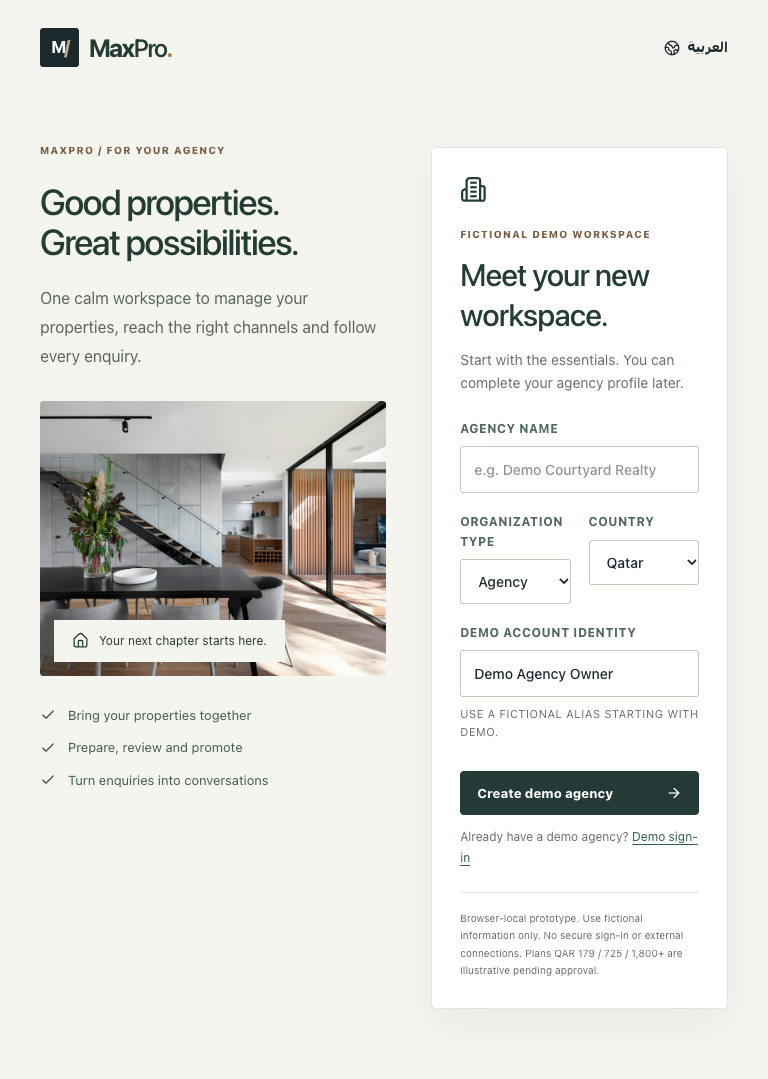 M/ MaxPro.
العربية
MAXPRO / FOR YOUR AGENCY
Good properties.
Great possibilities.
One calm workspace to manage your
properties, reach the right channels and follow
every enquiry.
Your next chapter starts here.
Bring your properties together
Prepare, review and promote
Turn enquiries into conversations
FICTIONAL DEMO WORKSPACE
Meet your new
workspace.
Start with the essentials. You can
complete your agency profile later.
AGENCY NAME
e.g. Demo Courtyard Realty
ORGANIZATION
TYPE
Agency
COUNTRY
Qatar
DEMO ACCOUNT IDENTITY
Demo Agency Owner
USE A FICTIONAL ALIAS STARTING WITH
DEMO.
Create demo agency
Already have a demo agency? Demo sign-
in
Browser-local prototype. Use fictional
information only. No secure sign-in or external
connections. Plans QAR 179 / 725 / 1,800+ are
illustrative pending approval.